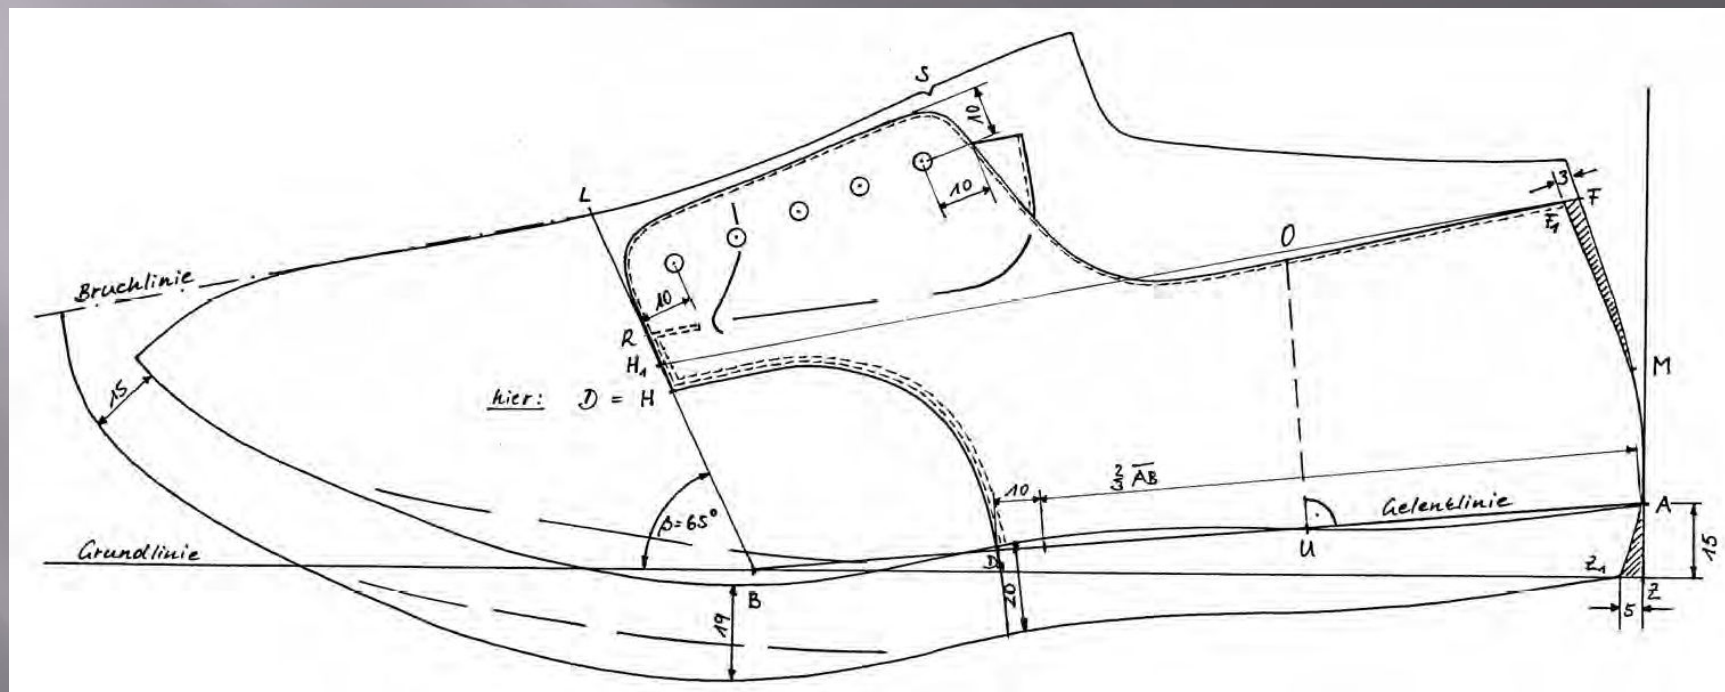 S
10
L
3
F
F₁
Bruchlinie
10
O
10
R
H₁
M
15
hier: D = H
2/3 AB
10
Gelenklinie
A
β=65°
Grundlinie
U
D
Z₁
15
B
20
Z
5
19